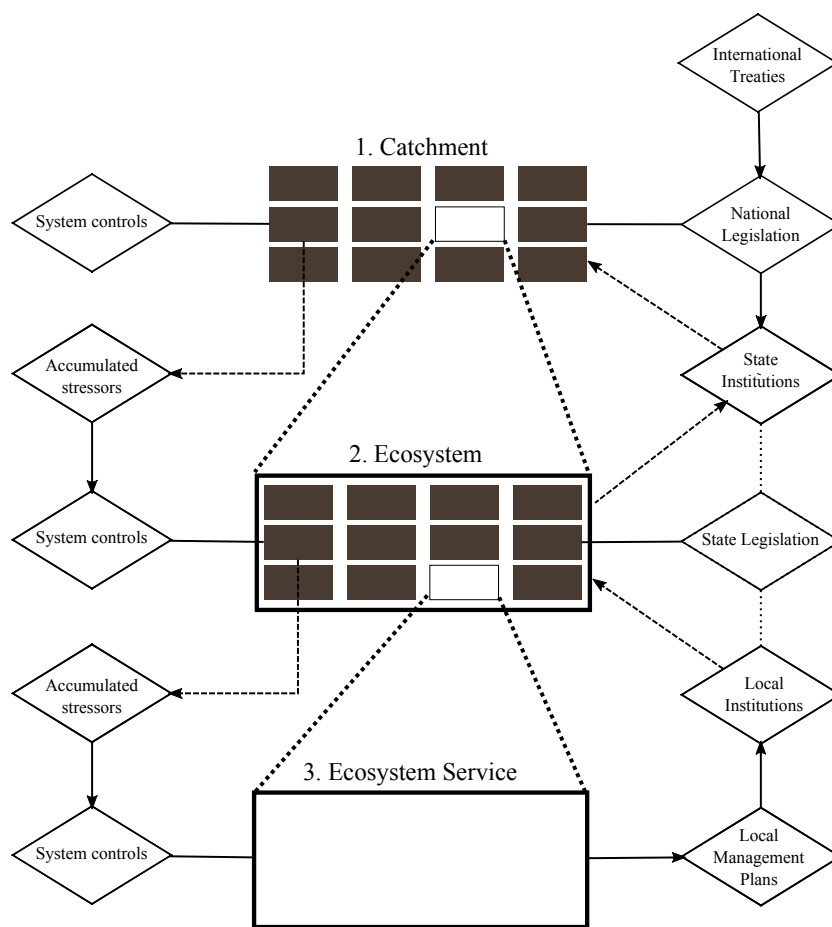 International
Treaties
1. Catchment
System controls
National
Legislation
Accumulated
stressors
State
Institutions
2. Ecosystem
System controls
State Legislation
Accumulated
stressors
Local
Institutions
3. Ecosystem Service
System controls
Local
Management
Plans